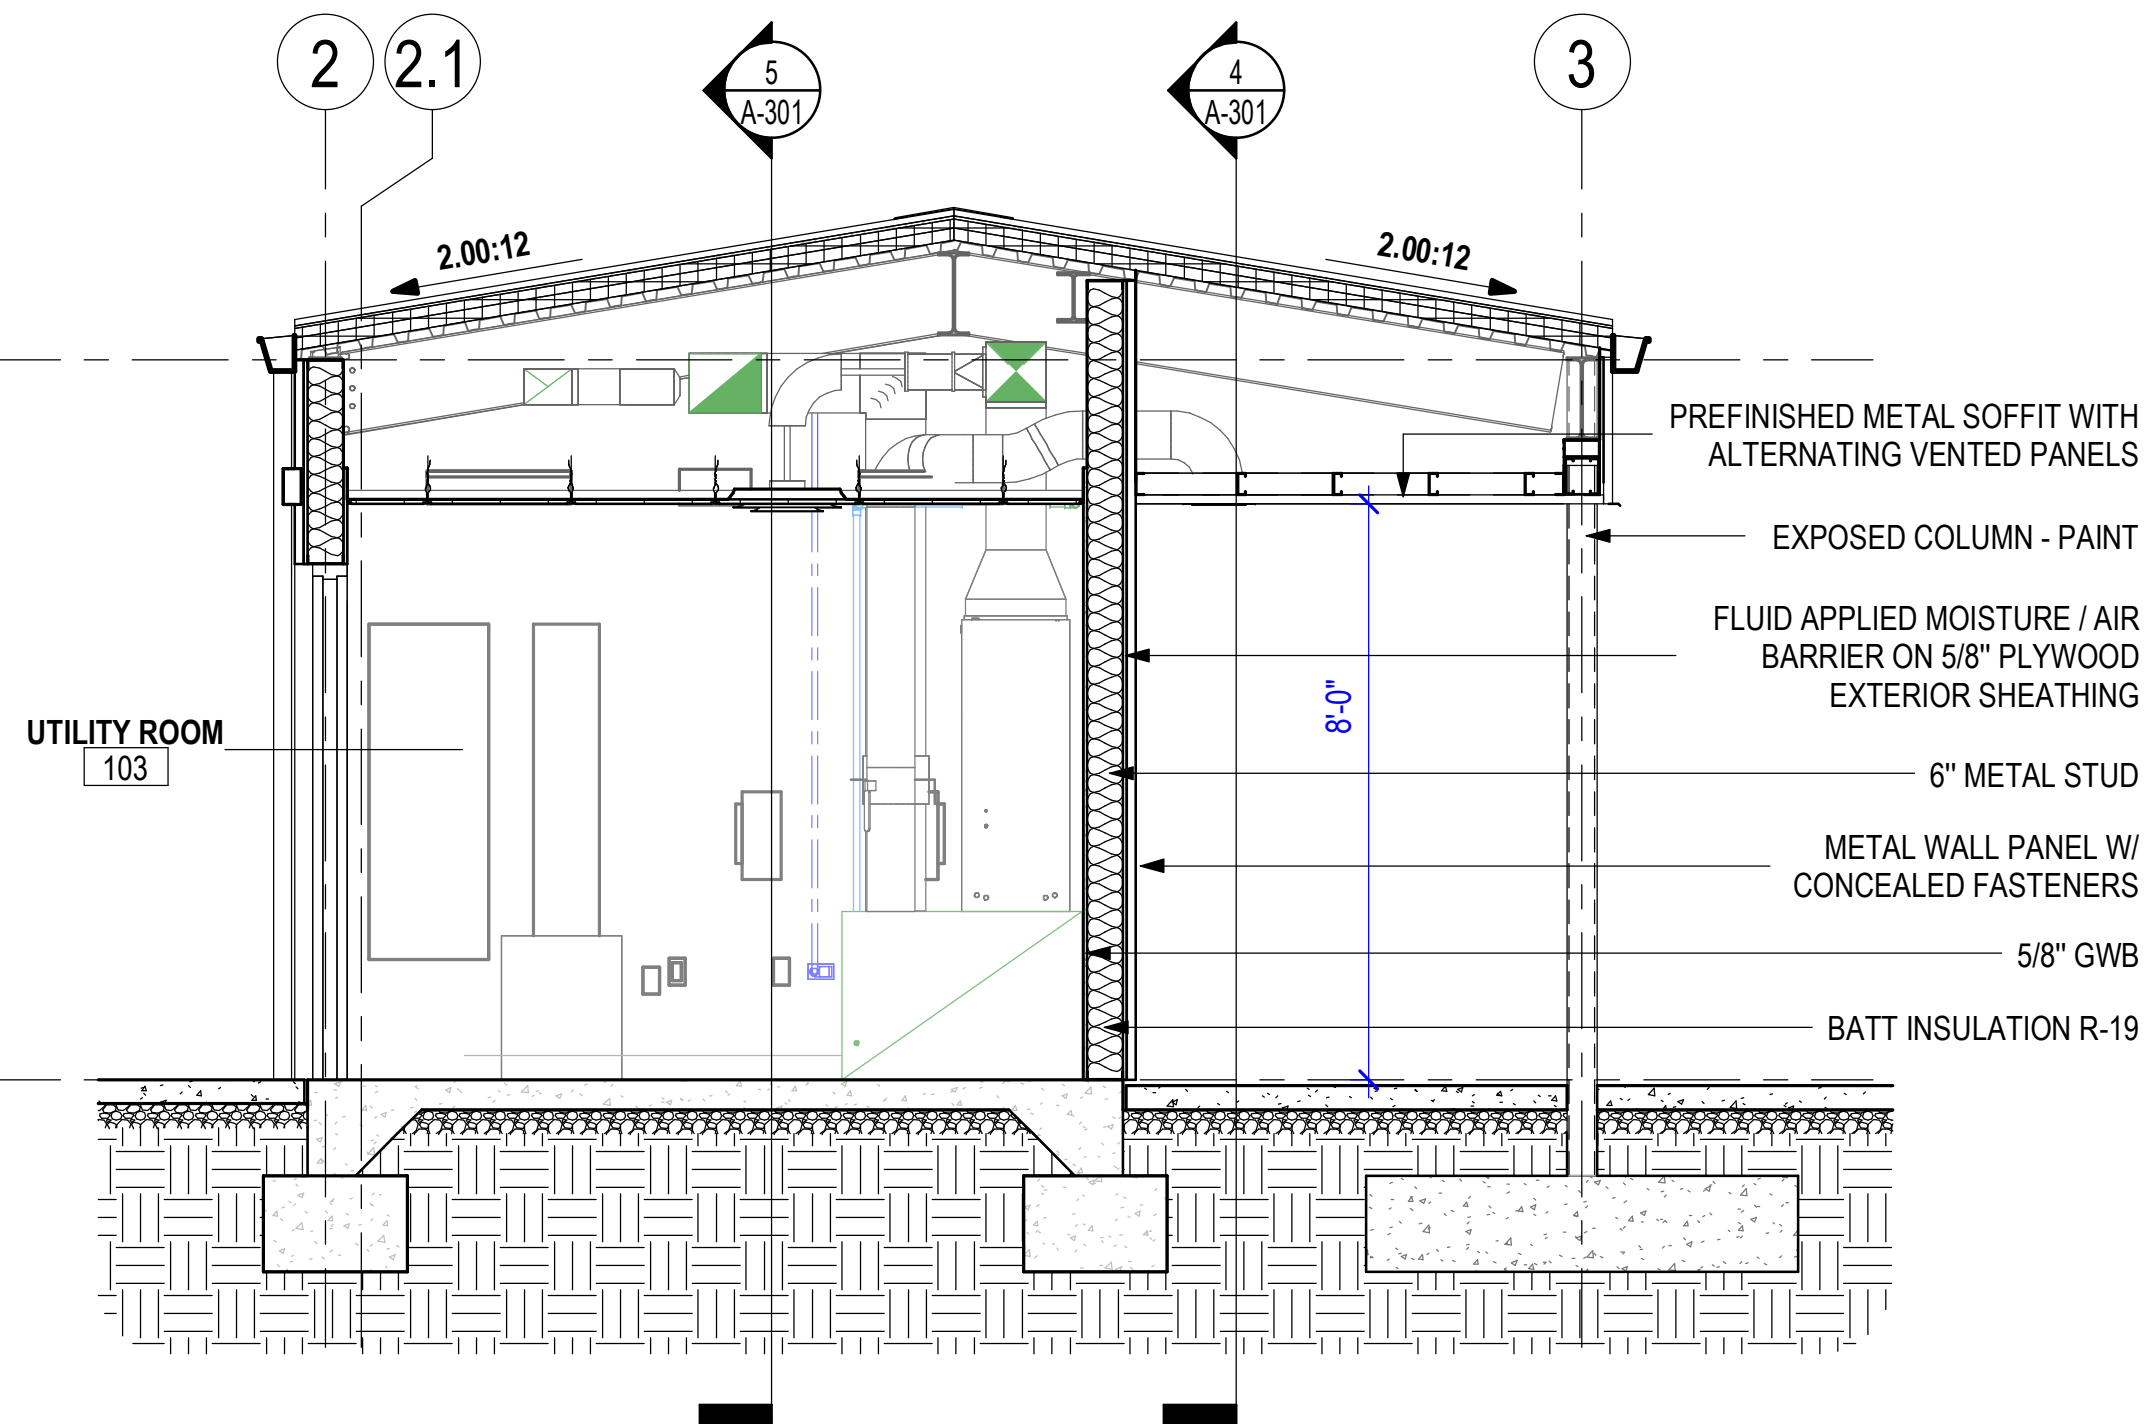 2
2.1
5
A-301
4
A-301
3
2.00:12
2.00:12
PREFINISHED METAL SOFFIT WITH
ALTERNATING VENTED PANELS
EXPOSED COLUMN - PAINT
FLUID APPLIED MOISTURE / AIR
BARRIER ON 5/8" PLYWOOD
EXTERIOR SHEATHING
8'-0"
UTILITY ROOM
103
6" METAL STUD
METAL WALL PANEL W/
CONCEALED FASTENERS
5/8" GWB
BATT INSULATION R-19